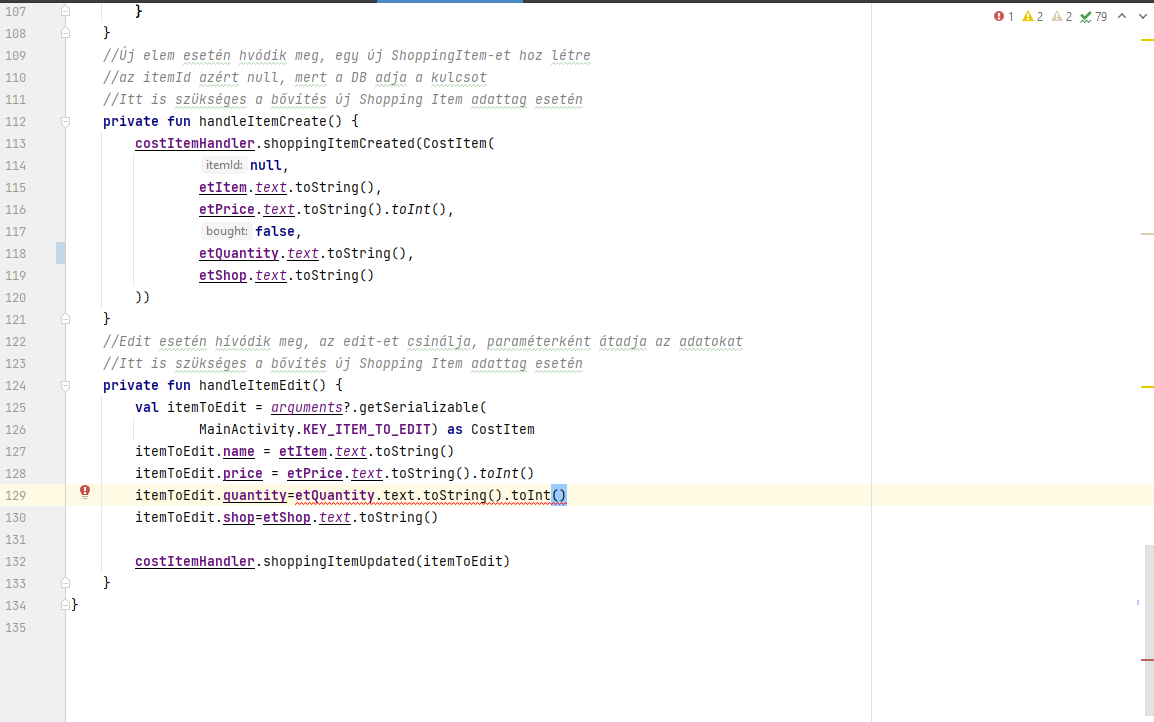 1 2 2 79
107 }
108 }
109 //Új elem esetén hvódik meg, egy új ShoppingItem-et hoz létre
110 //az itemId azért null, mert a DB adja a kulcsot
111 //Itt is szükséges a bővítés új Shopping Item adattag esetén
112 private fun handleItemCreate() {
113 costItemHandler.shoppingItemCreated(CostItem(
114 itemId: null,
115 etItem.text.toString(),
116 etPrice.text.toString().toInt(),
117 bought: false,
118 etQuantity.text.toString(),
119 etShop.text.toString()
120 ))
121 }
122 //Edit esetén hívódik meg, az edit-et csinálja, paraméterként átadja az adatokat
123 //Itt is szükséges a bővítés új Shopping Item adattag esetén
124 private fun handleItemEdit() {
125 val itemToEdit = arguments?.getSerializable(
126 MainActivity.KEY_ITEM_TO_EDIT) as CostItem
127 itemToEdit.name = etItem.text.toString()
128 itemToEdit.price = etPrice.text.toString().toInt()
129 itemToEdit.quantity=etQuantity.text.toString().toInt()
130 itemToEdit.shop=etShop.text.toString()
131
132 costItemHandler.shoppingItemUpdated(itemToEdit)
133 }
134 }
135